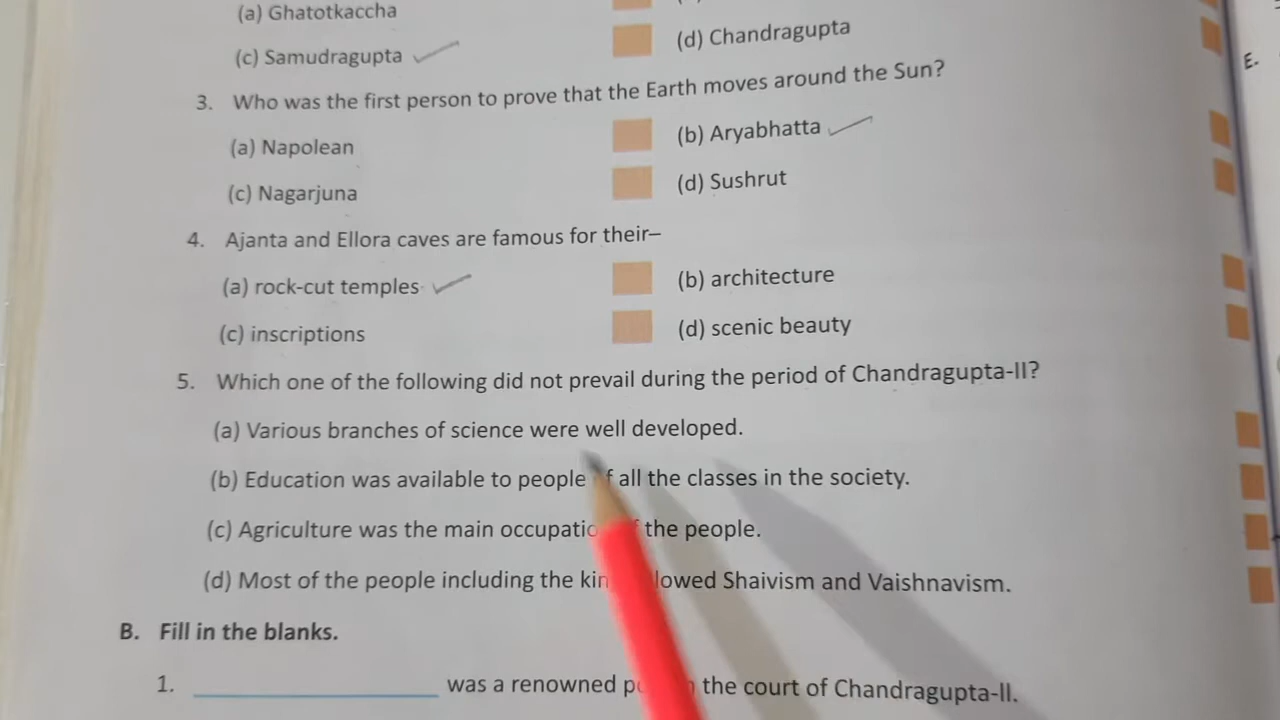 (a) Ghatotkaccha
(c) Samudragupta
(d) Chandragupta
3. Who was the first person to prove that the Earth moves around the Sun?
(a) Napolean
(b) Aryabhatta
(c) Nagarjuna
(d) Sushrut
4. Ajanta and Ellora caves are famous for their–
(a) rock-cut temples
(b) architecture
(c) inscriptions
(d) scenic beauty
5. Which one of the following did not prevail during the period of Chandragupta-II?
(a) Various branches of science were well developed.
(b) Education was available to people all the classes in the society.
(c) Agriculture was the main the people.
(d) Most of the people including the Shaivism and Vaishnavism.
B. Fill in the blanks.
1. was a renowned the court of Chandragupta-II.
E.